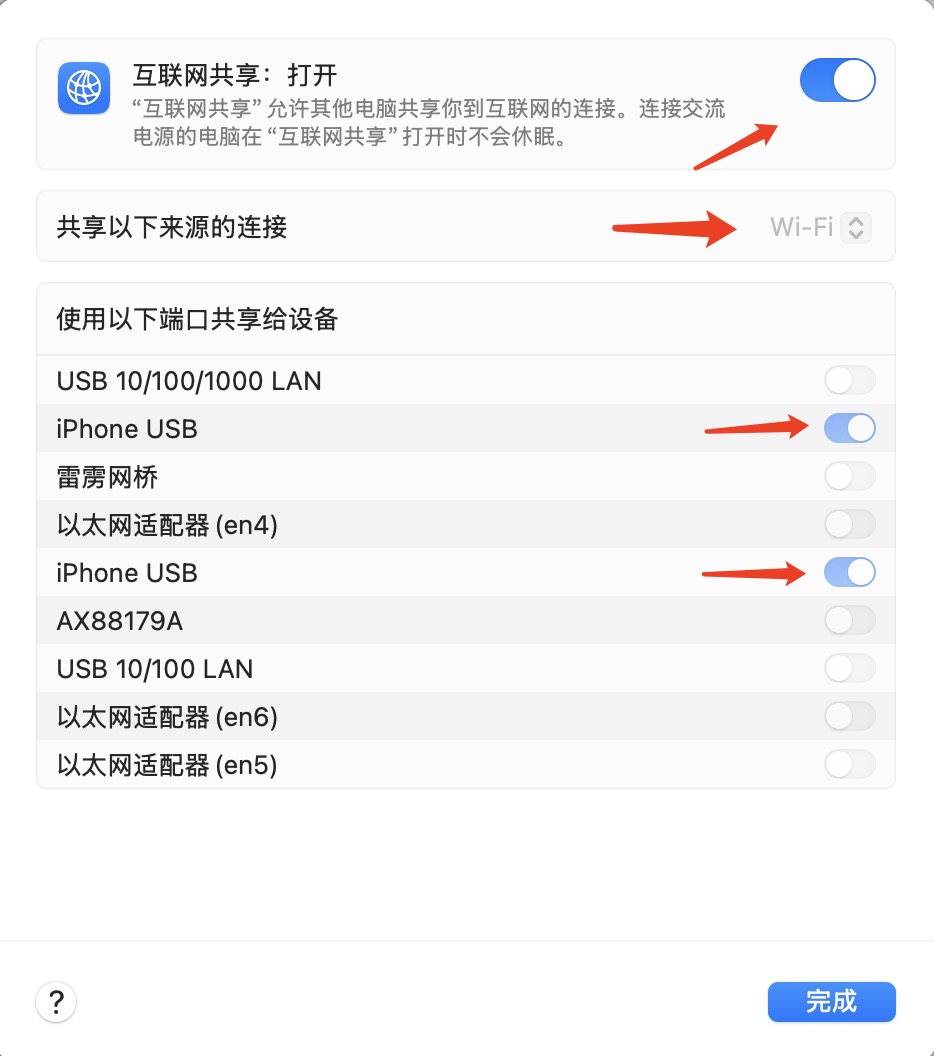 互联网共享：打开
“互联网共享”允许其他电脑共享你到互联网的连接。连接交流
电源的电脑在“互联网共享”打开时不会休眠。
共享以下来源的连接
Wi-Fi
使用以下端口共享给设备
USB 10/100/1000 LAN
iPhone USB
雷雳网桥
以太网适配器 (en4)
iPhone USB
AX88179A
USB 10/100 LAN
以太网适配器 (en6)
以太网适配器 (en5)
?
完成